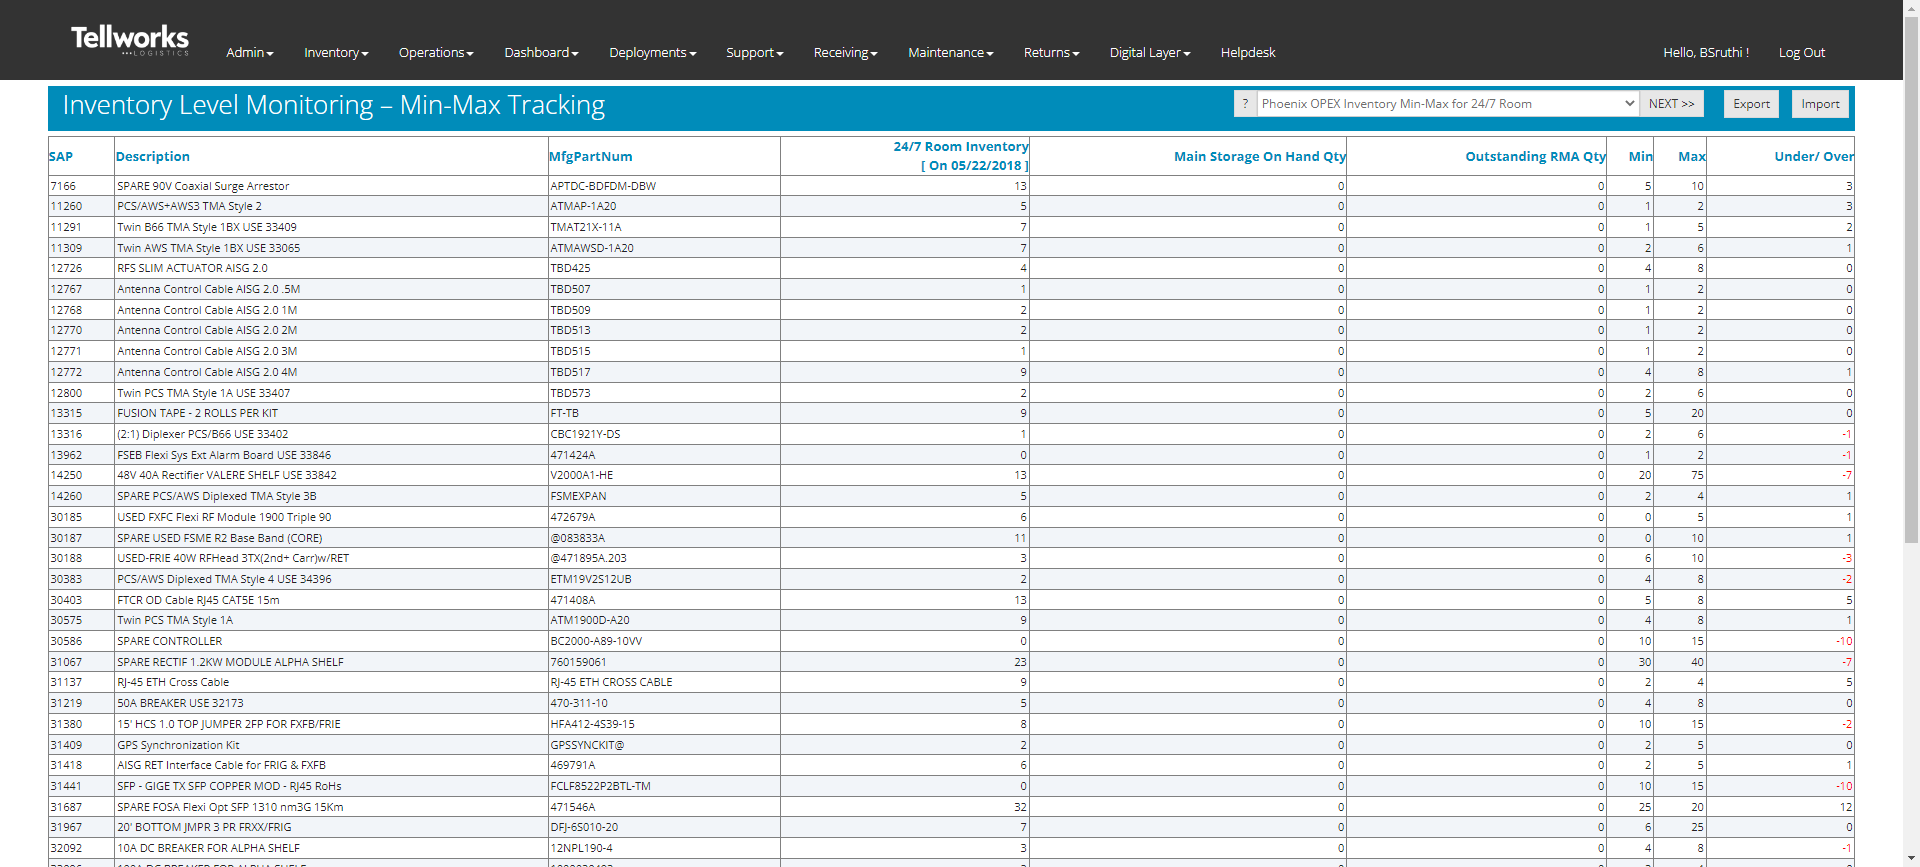 Tellworks
LOGISTICS
Admin Inventory Operations Dashboard Deployments Support Receiving Maintenance Returns Digital Layer Helpdesk Hello, BSruthi ! Log Out
Inventory Level Monitoring – Min-Max Tracking ? Phoenix OPEX Inventory Min-Max for 24/7 Room NEXT >> Export Import
SAP Description MfgPartNum 24/7 Room Inventory [ On 05/22/2018 ] Main Storage On Hand Qty Outstanding RMA Qty Min Max Under/ Over
7166 SPARE 90V Coaxial Surge Arrestor APTDC-BDFDM-DBW 13 0 0 5 10 3
11260 PCS/AWS+AWS3 TMA Style 2 ATMAP-1A20 5 0 0 1 2 3
11291 Twin B66 TMA Style 1BX USE 33409 TMAT21X-11A 7 0 0 1 5 2
11309 Twin AWS TMA Style 1BX USE 33065 ATMAWSD-1A20 7 0 0 2 6 1
12726 RFS SLIM ACTUATOR AISG 2.0 TBD425 4 0 0 4 8 0
12767 Antenna Control Cable AISG 2.0 .5M TBD507 1 0 0 1 2 0
12768 Antenna Control Cable AISG 2.0 1M TBD509 2 0 0 1 2 0
12770 Antenna Control Cable AISG 2.0 2M TBD513 2 0 0 1 2 0
12771 Antenna Control Cable AISG 2.0 3M TBD515 1 0 0 1 2 0
12772 Antenna Control Cable AISG 2.0 4M TBD517 9 0 0 4 8 1
12800 Twin PCS TMA Style 1A USE 33407 TBD573 2 0 0 2 6 0
13315 FUSION TAPE - 2 ROLLS PER KIT FT-TB 9 0 0 5 20 0
13316 (2:1) Diplexer PCS/B66 USE 33402 CBC1921Y-DS 1 0 0 2 6 -1
13962 FSEB Flexi Sys Ext Alarm Board USE 33846 471424A 0 0 0 1 2 -1
14250 48V 40A Rectifier VALERE SHELF USE 33842 V2000A1-HE 13 0 0 20 75 -7
14260 SPARE PCS/AWS Diplexed TMA Style 3B FSMEXPAN 5 0 0 2 4 1
30185 USED FXFC Flexi RF Module 1900 Triple 90 472679A 6 0 0 0 5 1
30187 SPARE USED FSME R2 Base Band (CORE) @083833A 11 0 0 0 10 1
30188 USED-FRIE 40W RFHead 3TX(2nd+ Carr)w/RET @471895A.203 3 0 0 6 10 -3
30383 PCS/AWS Diplexed TMA Style 4 USE 34396 ETM19V2S12UB 2 0 0 4 8 -2
30403 FTCR OD Cable RJ45 CAT5E 15m 471408A 13 0 0 5 8 5
30575 Twin PCS TMA Style 1A ATM1900D-A20 9 0 0 4 8 1
30586 SPARE CONTROLLER BC2000-A89-10VV 0 0 0 10 15 -10
31067 SPARE RECTIF 1.2KW MODULE ALPHA SHELF 760159061 23 0 0 30 40 -7
31137 RJ-45 ETH Cross Cable RJ-45 ETH CROSS CABLE 9 0 0 2 4 5
31219 50A BREAKER USE 32173 470-311-10 5 0 0 4 8 0
31380 15' HCS 1.0 TOP JUMPER 2FP FOR FXFB/FRIE HFA412-4S39-15 8 0 0 10 15 -2
31409 GPS Synchronization Kit GPSSYNCKIT@ 2 0 0 2 5 0
31418 AISG RET Interface Cable for FRIG & FXFB 469791A 6 0 0 2 5 1
31441 SFP - GIGE TX SFP COPPER MOD - RJ45 RoHs FCLF8522P2BTL-TM 0 0 0 10 15 -10
31687 SPARE FOSA Flexi Opt SFP 1310 nm3G 15Km 471546A 32 0 0 25 20 12
31967 20' BOTTOM JMPR 3 PR FRXX/FRIG DFJ-6S010-20 7 0 0 6 25 0
32092 10A DC BREAKER FOR ALPHA SHELF 12NPL190-4 3 0 0 4 8 -1